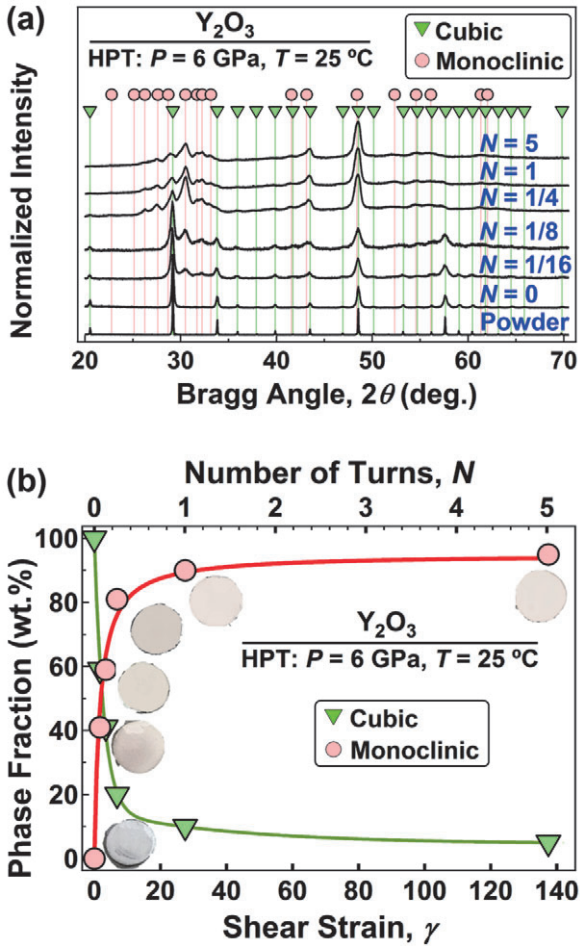 (a)
Y₂O₃
HPT: P = 6 GPa, T = 25 ºC
Cubic
Monoclinic
Normalized Intensity
N = 5
N = 1
N = 1/4
N = 1/8
N = 1/16
N = 0
Powder
20 30 40 50 60 70
Bragg Angle, 2θ (deg.)
(b)
Number of Turns, N
0 1 2 3 4 5
Phase Fraction (wt.%)
100
80
60
40
20
0
Y₂O₃
HPT: P = 6 GPa, T = 25 ºC
Cubic
Monoclinic
0 20 40 60 80 100 120 140
Shear Strain, γ